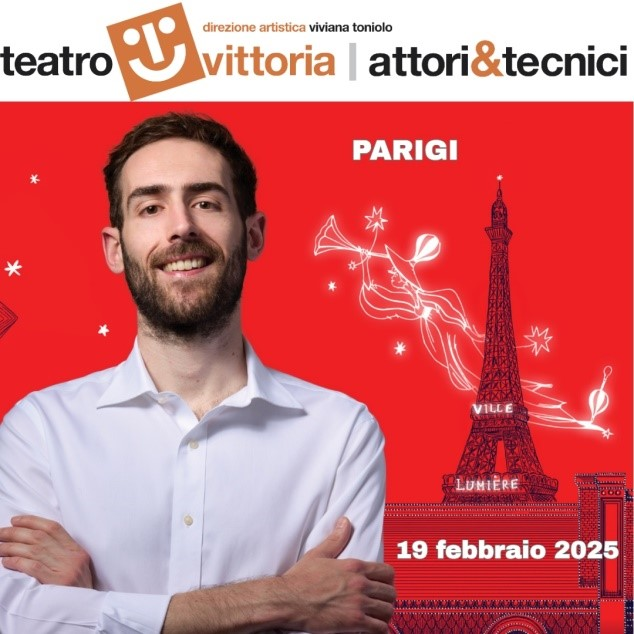 direzione artistica viviana toniolo
teatro vittoria | attori&tecnici
PARIGI
VILLE
LUMIÈRE
19 febbraio 2025